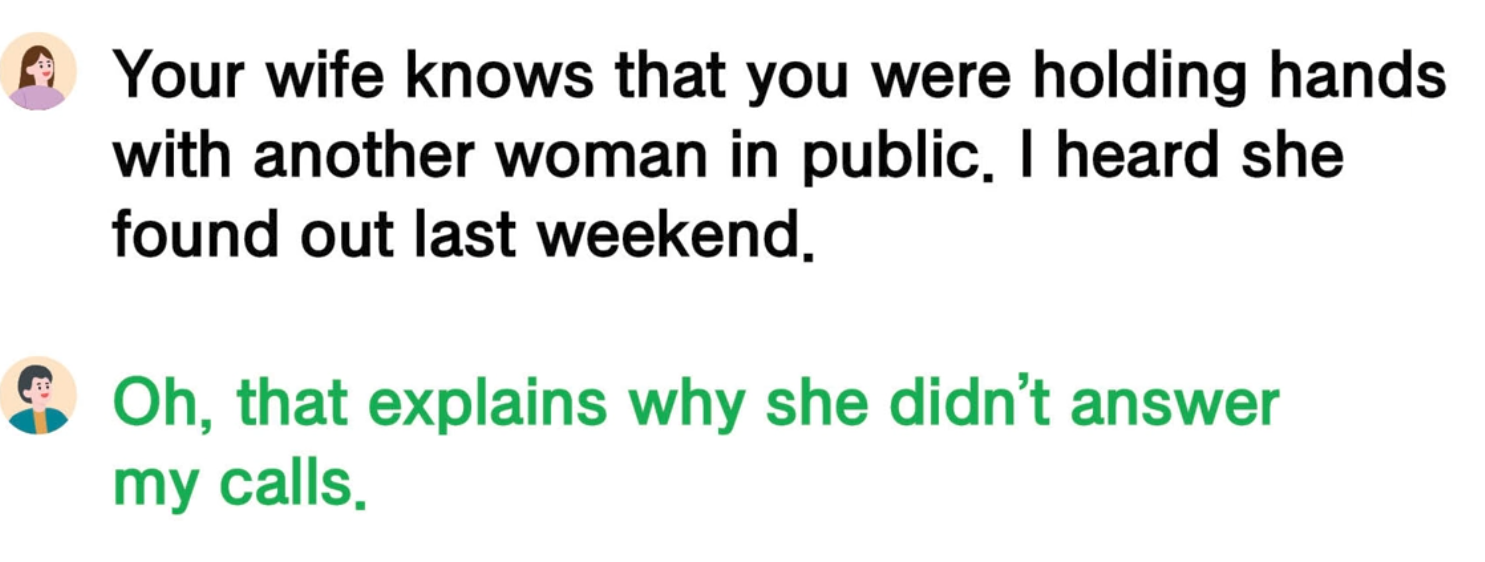 Your wife knows that you were holding hands
with another woman in public. I heard she
found out last weekend.
Oh, that explains why she didn’t answer
my calls.